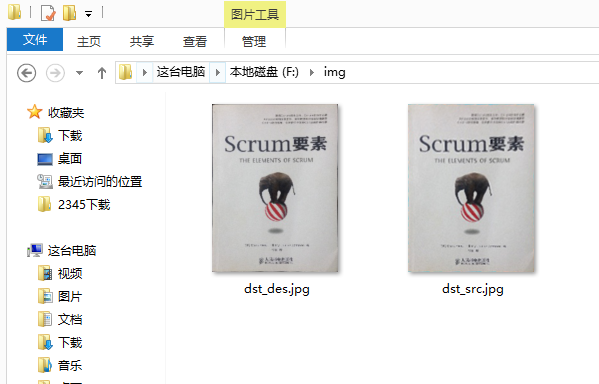 图片工具
文件
主页
共享
查看
管理
这台电脑
本地磁盘 (F:)
img
收藏夹
下载
桌面
最近访问的位置
2345下载
这台电脑
视频
图片
文档
下载
音乐
Scrum要素
THE ELEMENTS OF SCRUM
dst_des.jpg
Scrum要素
THE ELEMENTS OF SCRUM
dst_src.jpg